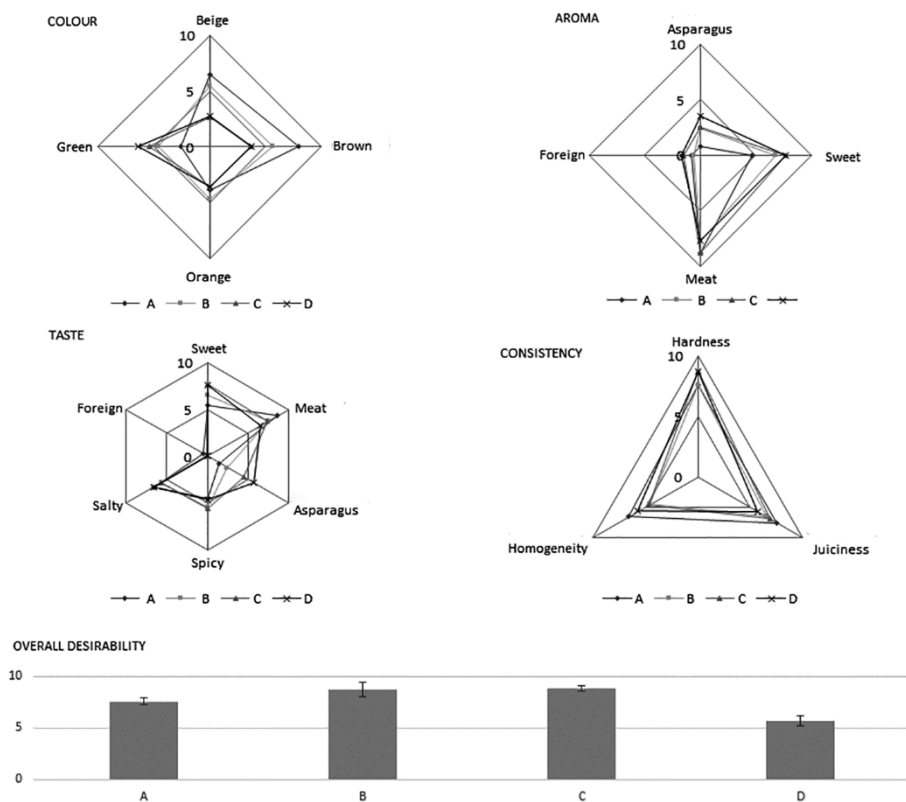 COLOUR
Beige
10
5
0
Green
Brown
Orange
A B C D
AROMA
Asparagus
10
5
0
Foreign
Sweet
Meat
A B C
TASTE
Sweet
10
5
0
Foreign
Meat
Salty
Asparagus
Spicy
A B C D
CONSISTENCY
Hardness
10
5
0
Homogeneity
Juiciness
A B C D
OVERALL DESIRABILITY
10
5
0
A B C D